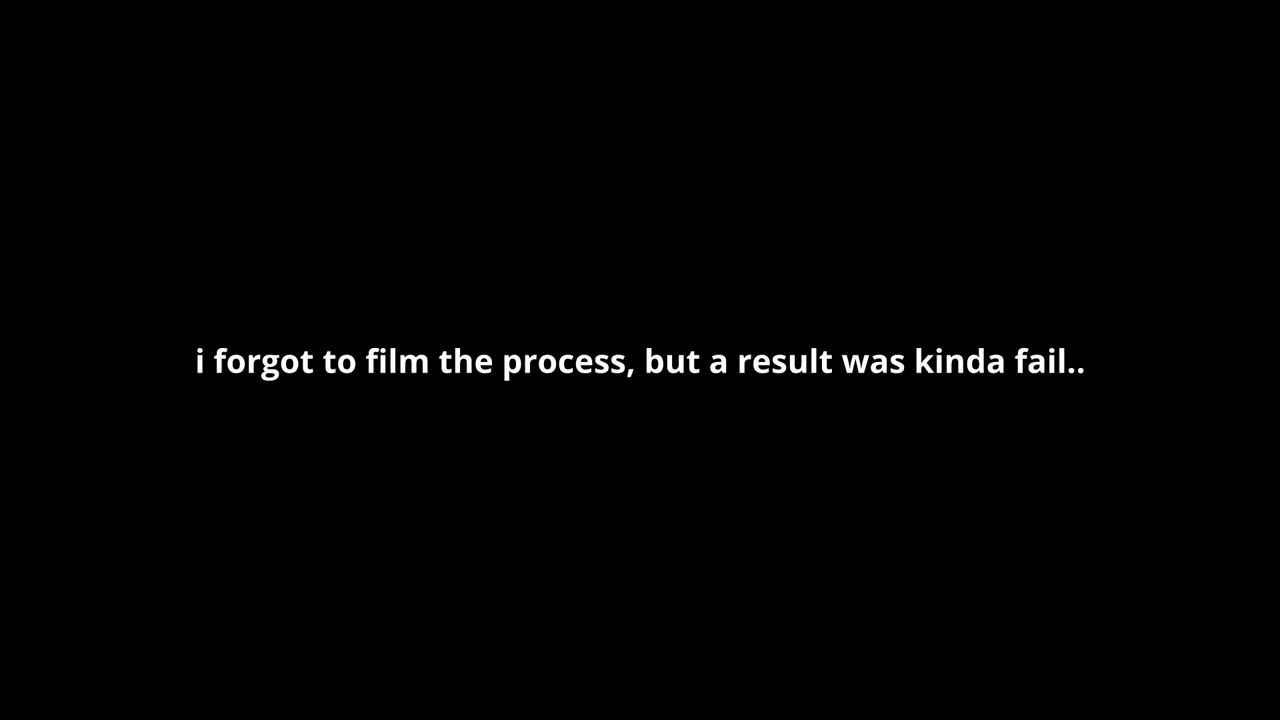 i forgot to film the process, but a result was kinda fail..